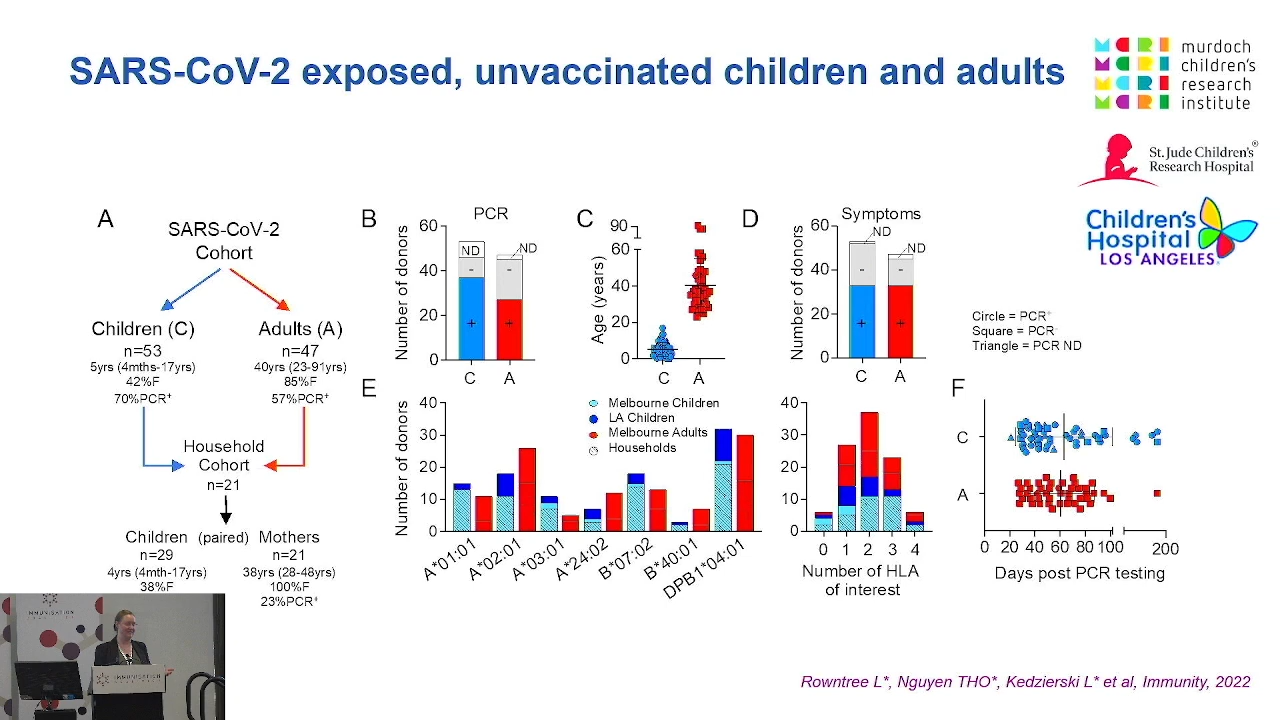 SARS-CoV-2 exposed, unvaccinated children and adults
murdoch
children's
research
institute
St. Jude Children's®
Research Hospital
Children's
Hospital
LOS ANGELES
A
SARS-CoV-2
Cohort
Children (C)
n=53
5yrs (4mths-17yrs)
42%F
70%PCR+
Adults (A)
n=47
40yrs (23-91yrs)
85%F
57%PCR+
Household
Cohort
n=21
(paired)
Children
n=29
4yrs (4mth-17yrs)
38%F
Mothers
n=21
38yrs (28-48yrs)
100%F
23%PCR+
B
PCR
Number of donors
60
40
20
0
ND
-
+
-
+
ND
C A
C
Age (years)
90
60
40
20
0
C A
D
Symptoms
Number of donors
60
40
20
0
ND
-
+
ND
-
+
C A
Circle = PCR+
Square = PCR-
Triangle = PCR ND
E
Number of donors
40
30
20
10
0
A*01:01
A*02:01
A*03:01
A*24:02
B*07:02
B*40:01
DPB1*04:01
Melbourne Children
LA Children
Melbourne Adults
Households
40
30
20
10
0
0 1 2 3 4
Number of HLA
of interest
F
C
A
0 20 40 60 80 100 200
Days post PCR testing
IMMUNISATION
Rowntree L*, Nguyen THO*, Kedzierski L* et al, Immunity, 2022